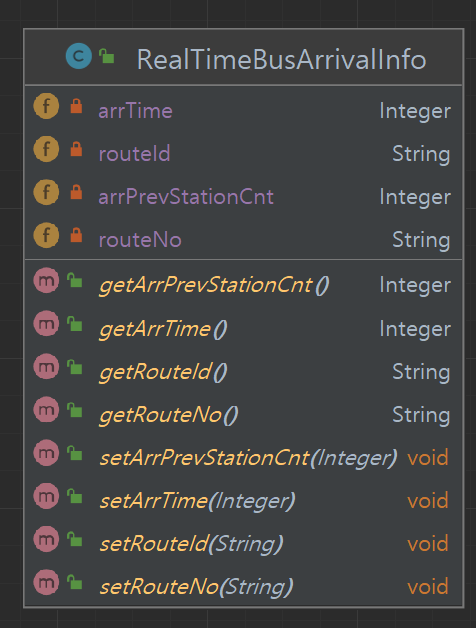 C RealTimeBusArrivalInfo
f arrTime Integer
f routeId String
f arrPrevStationCnt Integer
f routeNo String
m getArrPrevStationCnt() Integer
m getArrTime() Integer
m getRouteId() String
m getRouteNo() String
m setArrPrevStationCnt(Integer) void
m setArrTime(Integer) void
m setRouteId(String) void
m setRouteNo(String) void